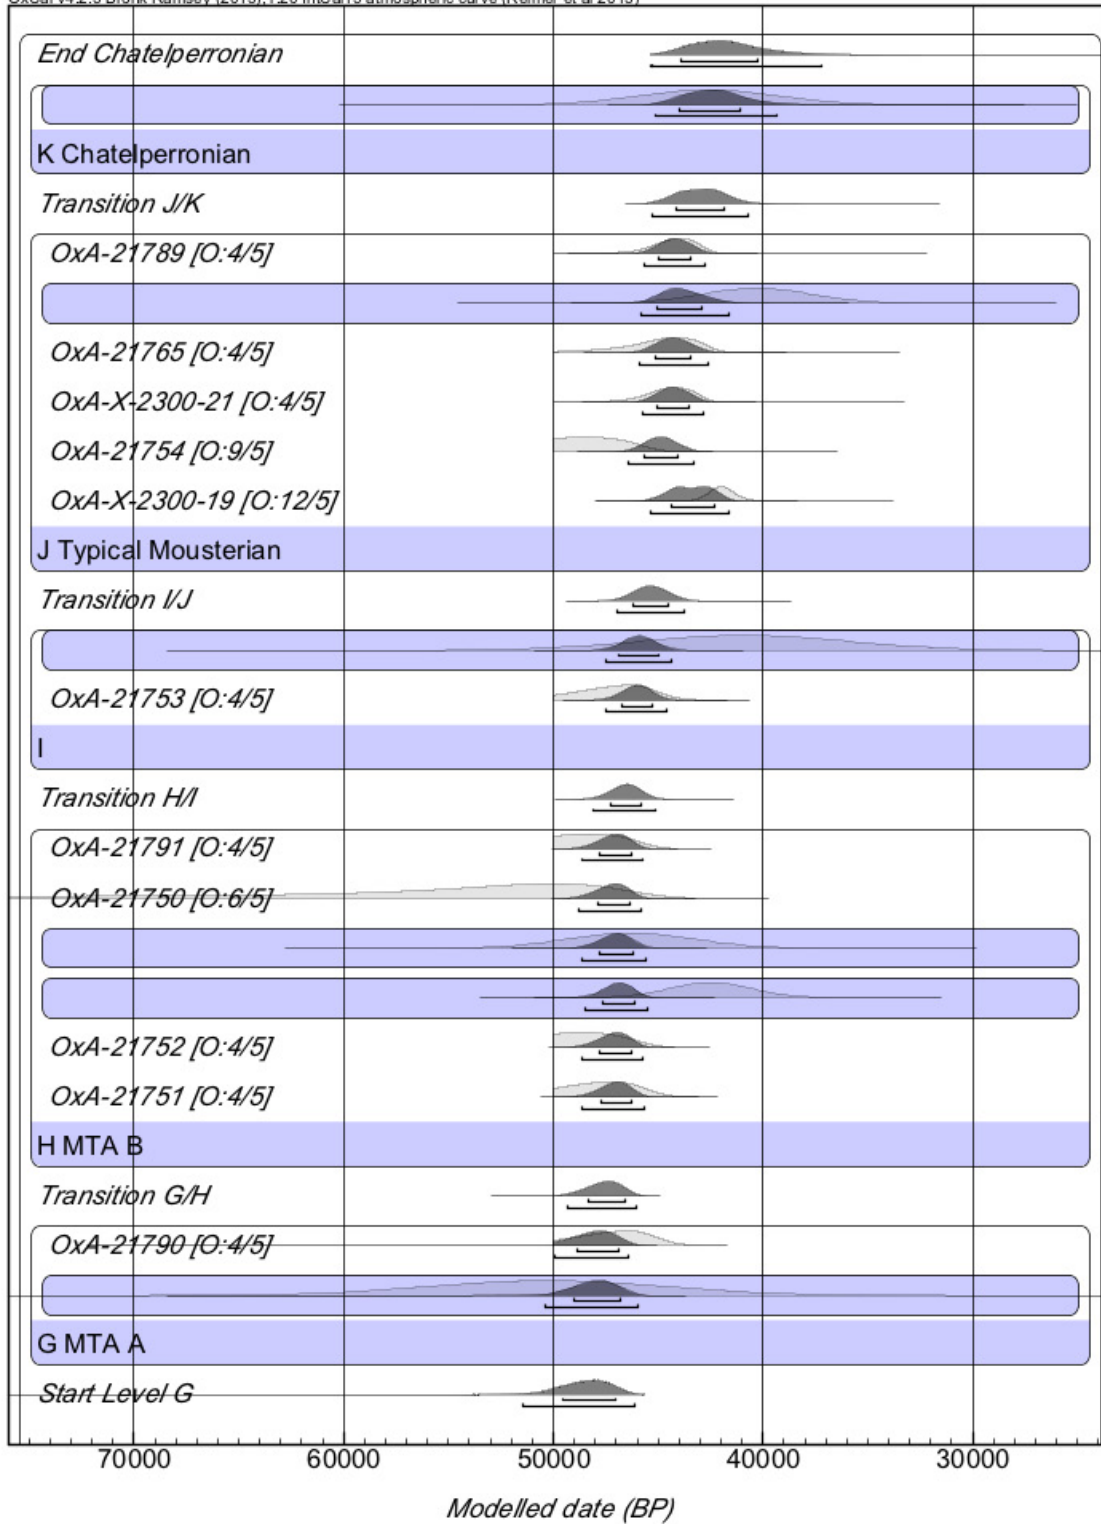 End Chatelperronian
K Chatelperronian
Transition J/K
OxA-21789 [O:4/5]
OxA-21765 [O:4/5]
OxA-X-2300-21 [O:4/5]
OxA-21754 [O:9/5]
OxA-X-2300-19 [O:12/5]
J Typical Mousterian
Transition I/J
OxA-21753 [O:4/5]
I
Transition H/I
OxA-21791 [O:4/5]
OxA-21750 [O:6/5]
OxA-21752 [O:4/5]
OxA-21751 [O:4/5]
H MTA B
Transition G/H
OxA-21790 [O:4/5]
G MTA A
Start Level G
70000 60000 50000 40000 30000
Modelled date (BP)